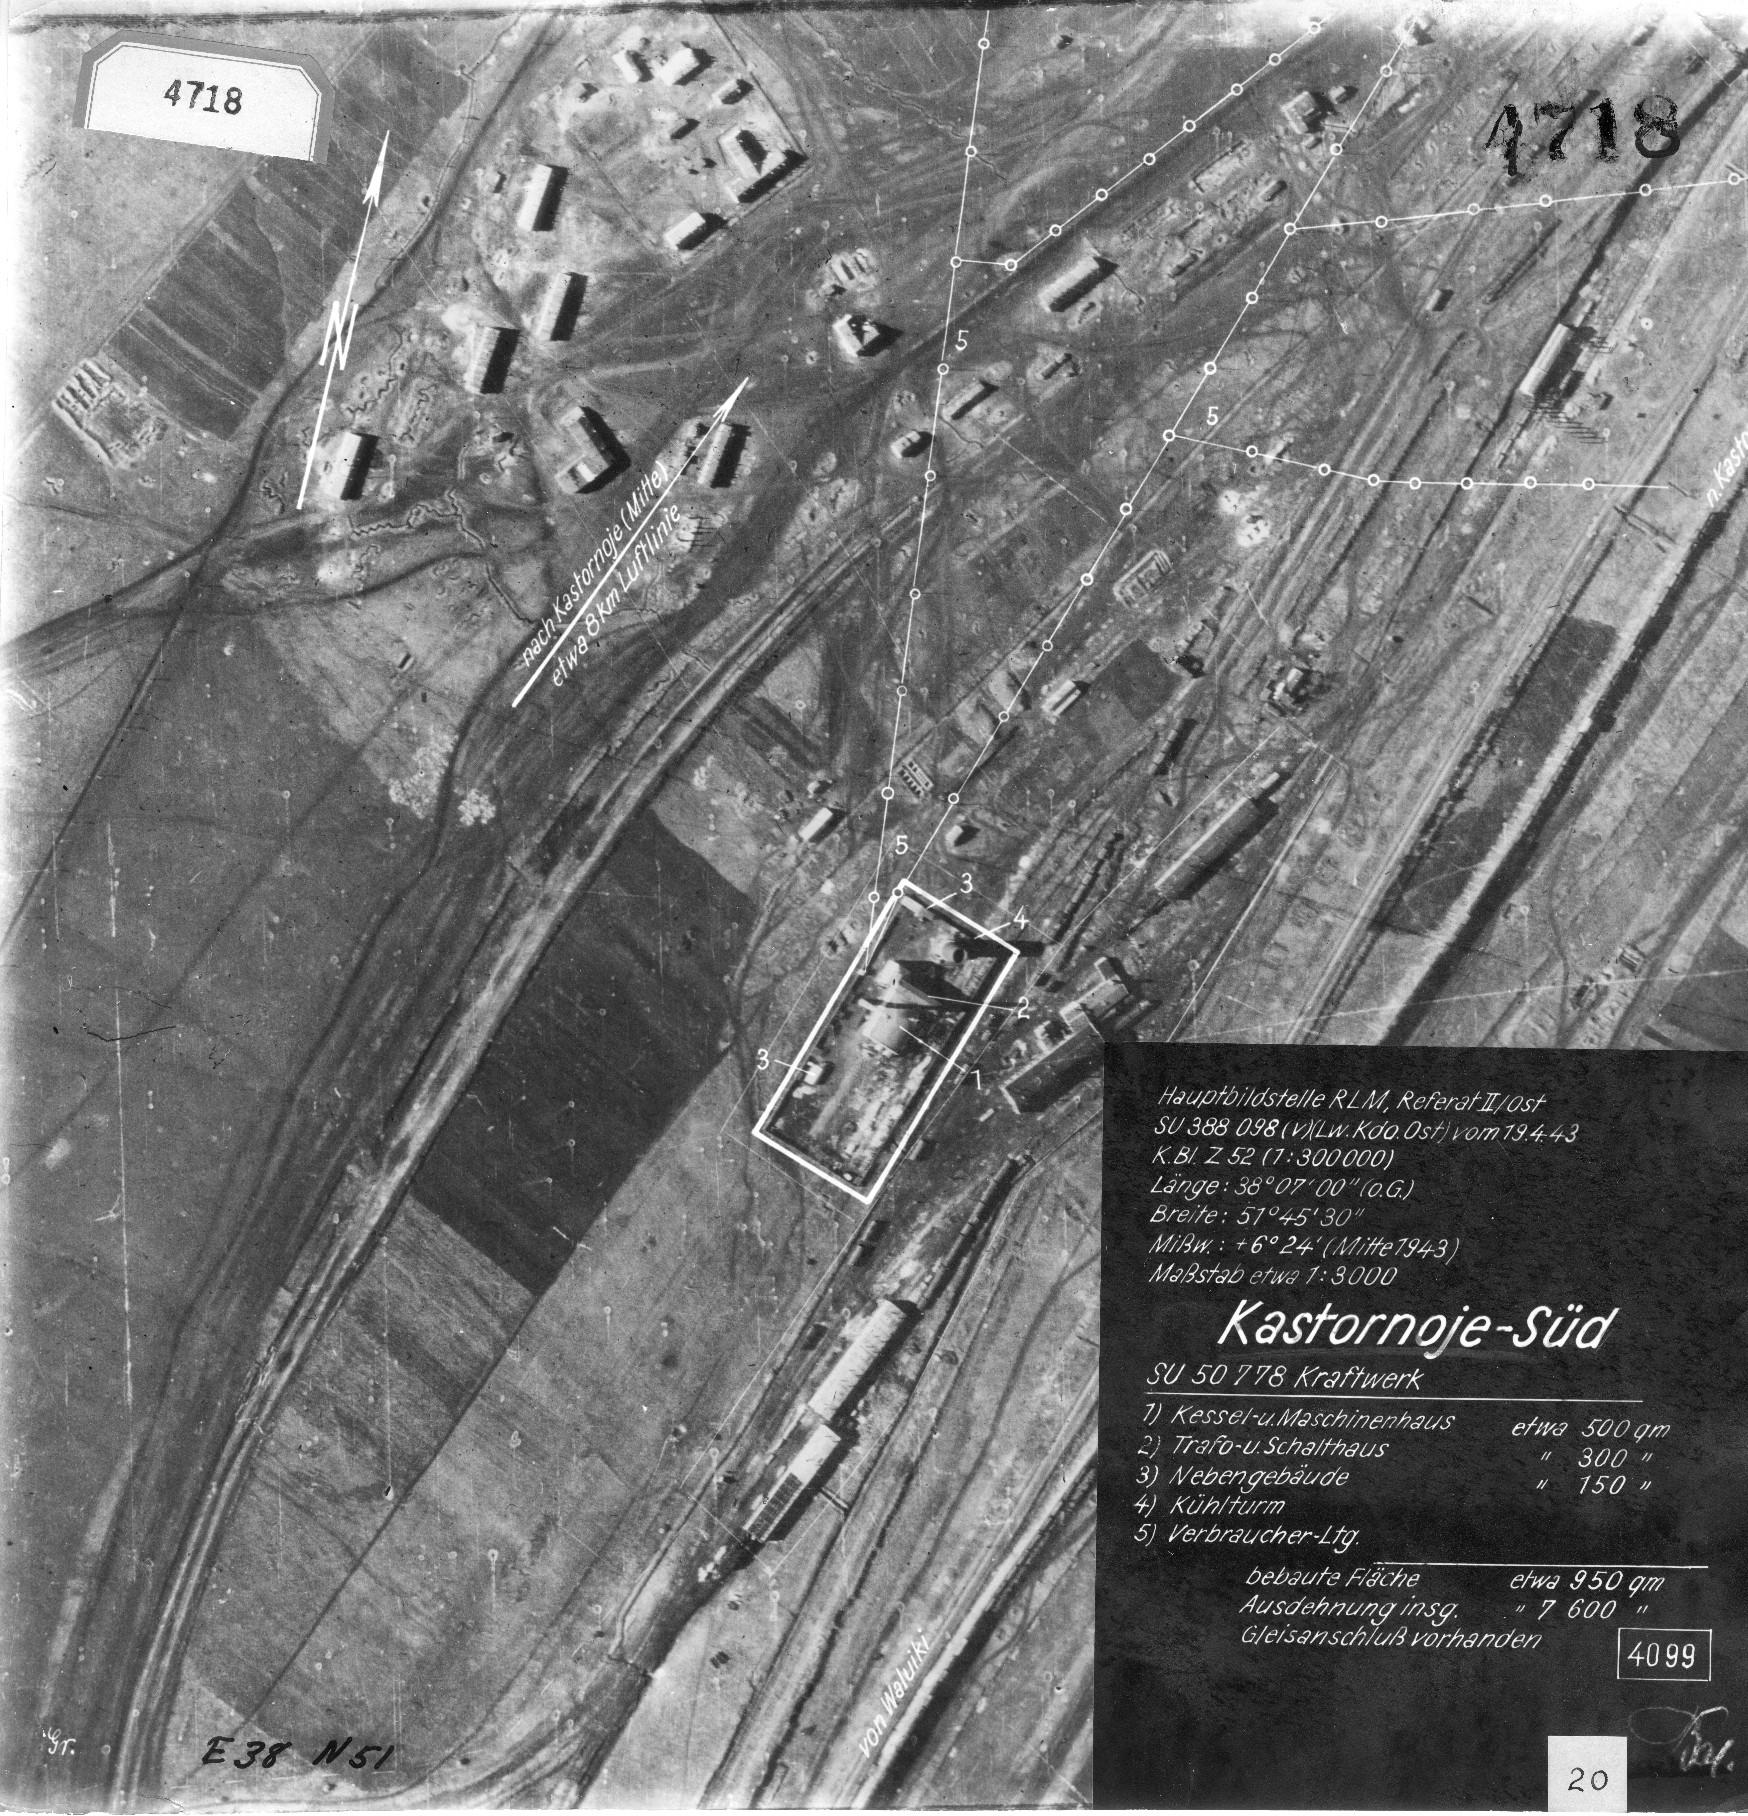 4718
4718
N
nach Kastornoje (Mitte)
etwa 8 km Luftlinie
5
5
n. Kasto
5
3
4
2
1
3
Hauptbildstelle RLM, Referat II/Ost
SU 388 098 (v)(Lw. Kdo. Ost) vom 19.4.43
K.Bl. Z 52 (1:300000)
Länge: 38°07'00" (o.G.)
Breite: 51°45'30"
Mißw.: +6°24' (Mitte 1943)
Maßstab etwa 1:3000
Kastornoje-Süd
SU 50 778 Kraftwerk
1) Kessel-u. Maschinenhaus etwa 500 qm
2) Trafo-u. Schalthaus " 300 "
3) Nebengebäude " 150 "
4) Kühlturm
5) Verbraucher-Ltg.
bebaute Fläche etwa 950 qm
Ausdehnung insg. " 7 600 "
Gleisanschluß vorhanden
4099
von Waluiki
Gr.
E 38 N 51
20